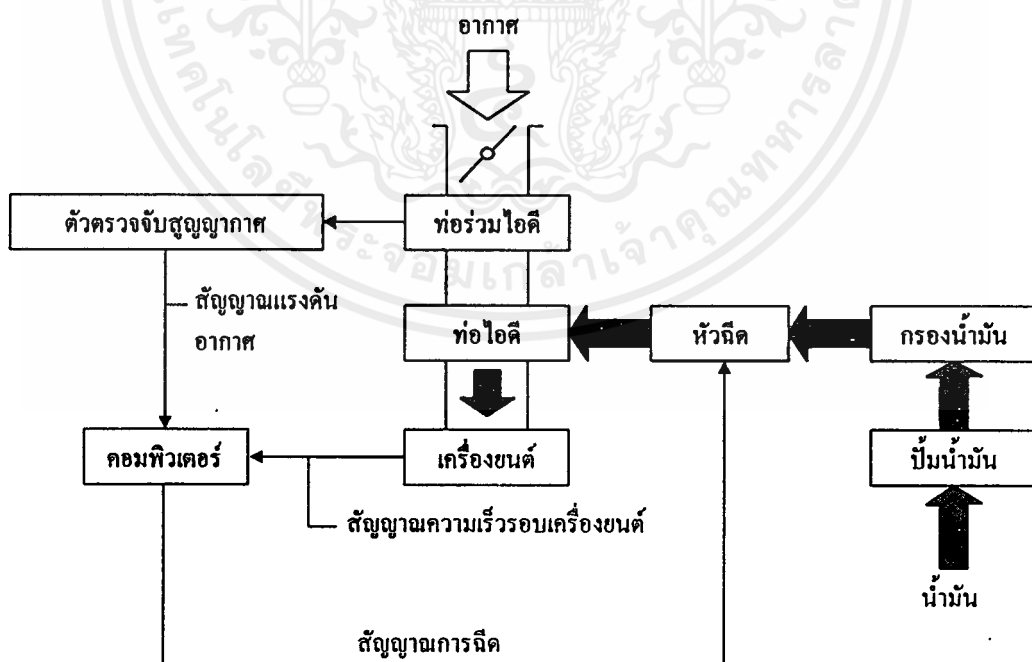 อากาศ
ตัวตรวจจับสูญญากาศ
ท่อร่วมไอดี
สัญญาณแรงดัน
อากาศ
ท่อไอดี
หัวฉีด
กรองน้ำมัน
คอมพิวเตอร์
เครื่องยนต์
ปั้มน้ำมัน
สัญญาณความเร็วรอบเครื่องยนต์
น้ำมัน
สัญญาณการฉีด